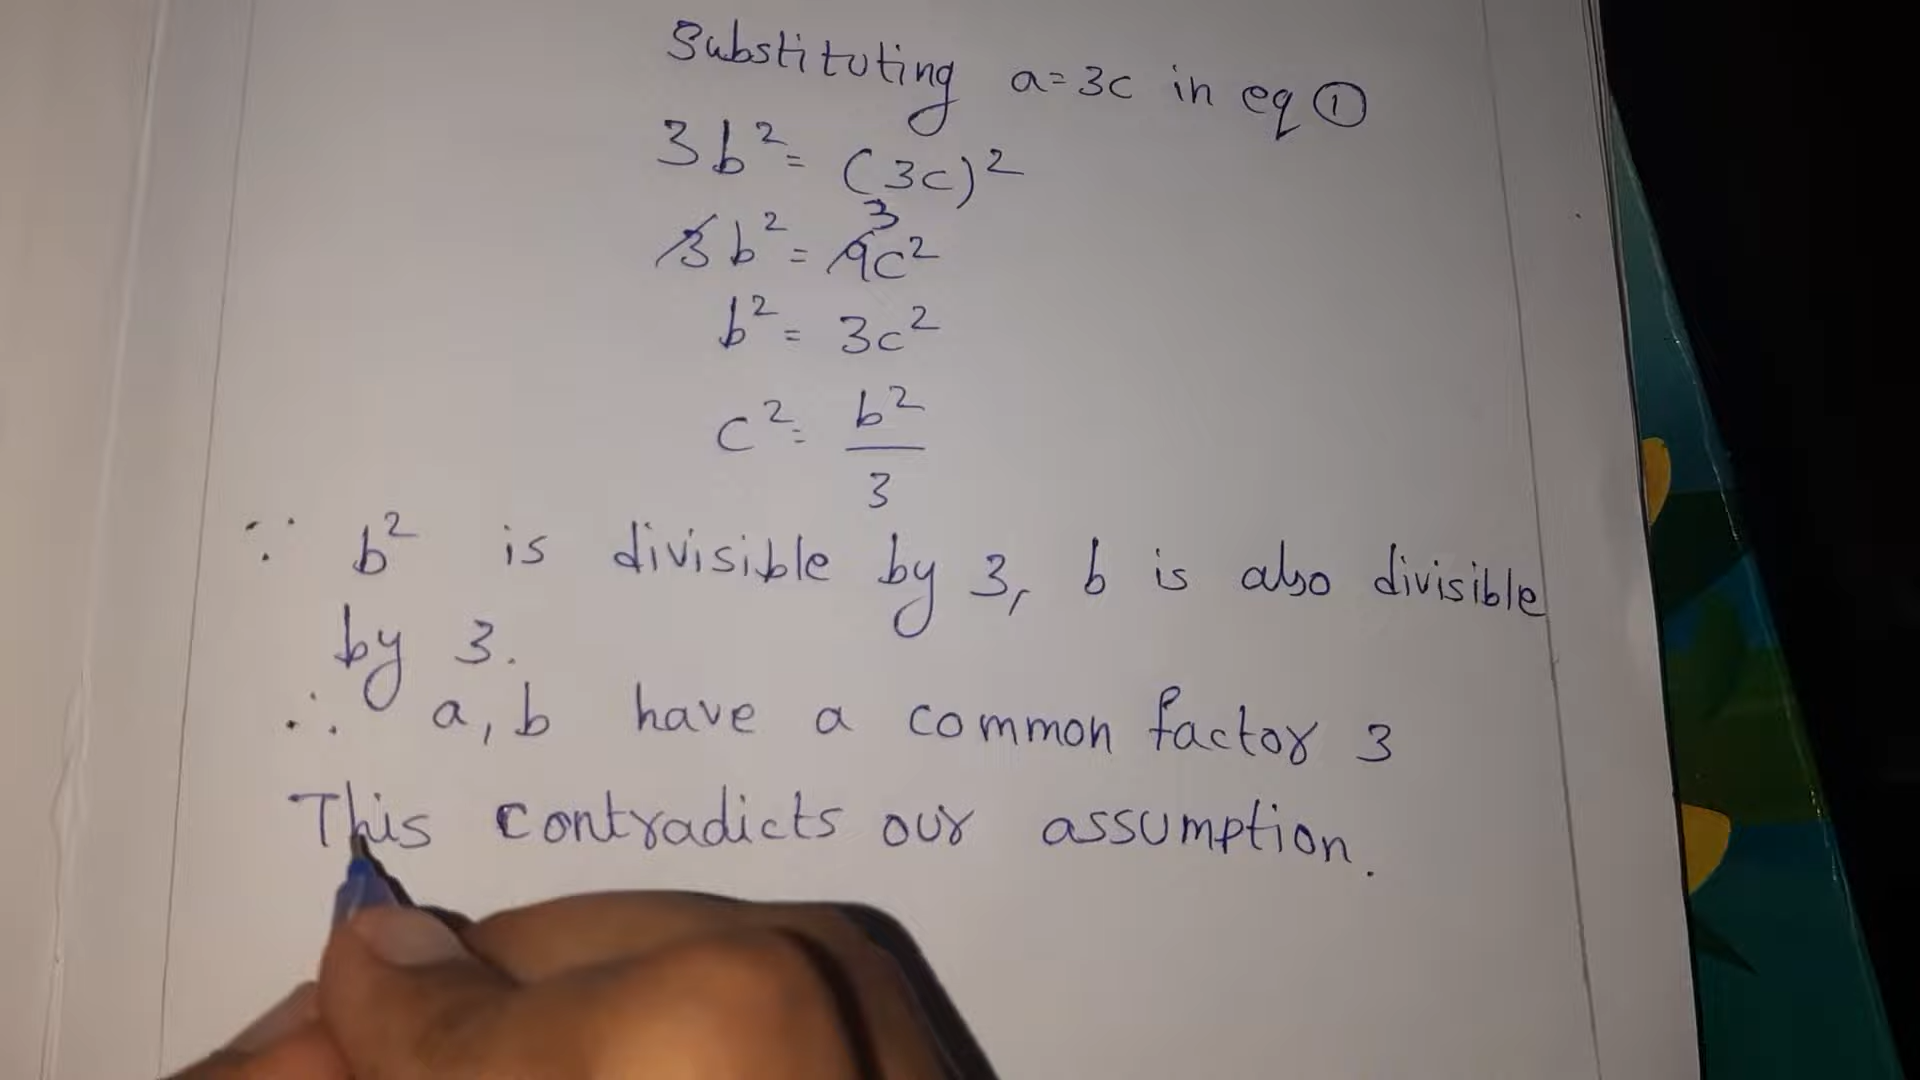 Substituting a=3c in eq ①
3b² = (3c)²
3
3b² = 9c²
b² = 3c²
c² = b²
3
∵ b² is divisible by 3, b is also divisible
by 3.
∴ a, b have a common factor 3
This contradicts our assumption.